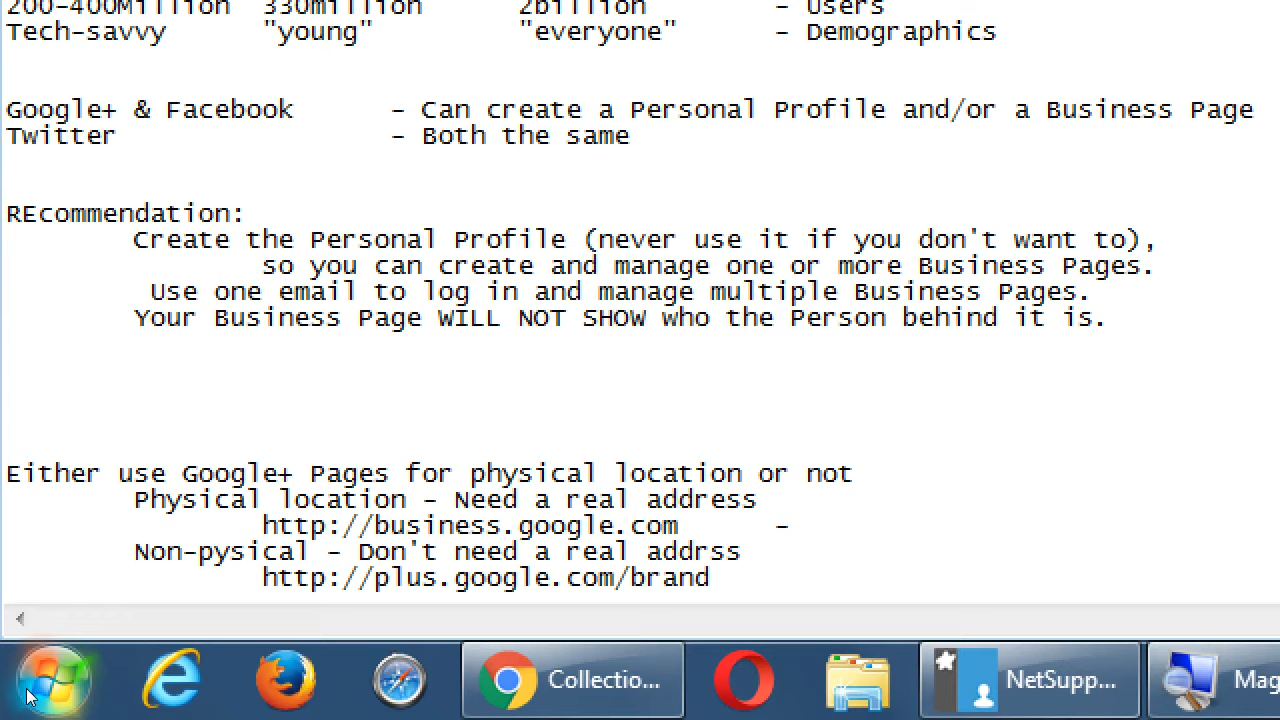 200-400Million 330million 2billion - Users
Tech-savvy "young" "everyone" - Demographics
Google+ & Facebook - Can create a Personal Profile and/or a Business Page
Twitter - Both the same
REcommendation:
Create the Personal Profile (never use it if you don't want to),
so you can create and manage one or more Business Pages.
Use one email to log in and manage multiple Business Pages.
Your Business Page WILL NOT SHOW who the Person behind it is.
Either use Google+ Pages for physical location or not
Physical location - Need a real address
http://business.google.com -
Non-pysical - Don't need a real addrss
http://plus.google.com/brand
Collectio... NetSupp... Mag